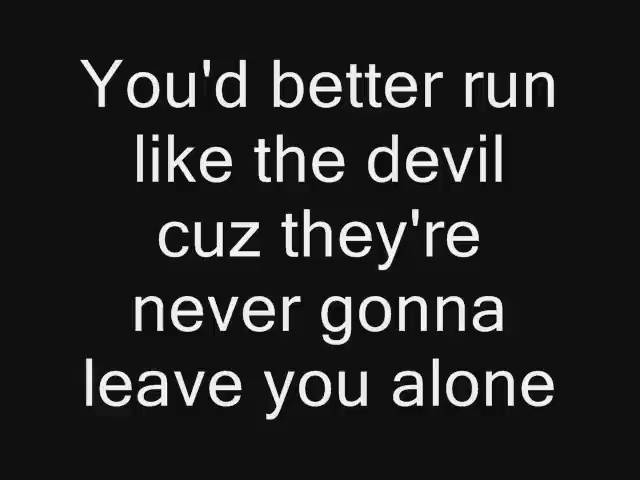 You'd better run
like the devil
cuz they're
never gonna
leave you alone